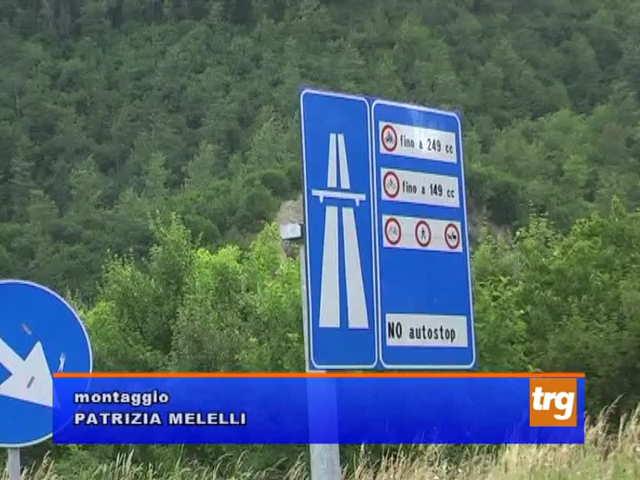 fino a 249 cc
fino a 149 cc
NO autostop
montaggio
PATRIZIA MELELLI
trg